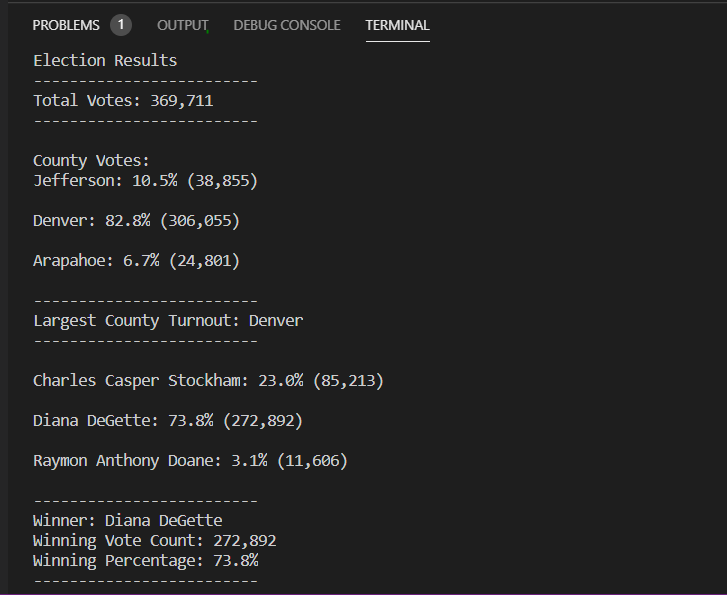 PROBLEMS 1 OUTPUT DEBUG CONSOLE TERMINAL
Election Results
-------------------------
Total Votes: 369,711
-------------------------
County Votes:
Jefferson: 10.5% (38,855)
Denver: 82.8% (306,055)
Arapahoe: 6.7% (24,801)
-------------------------
Largest County Turnout: Denver
-------------------------
Charles Casper Stockham: 23.0% (85,213)
Diana DeGette: 73.8% (272,892)
Raymon Anthony Doane: 3.1% (11,606)
-------------------------
Winner: Diana DeGette
Winning Vote Count: 272,892
Winning Percentage: 73.8%
-------------------------